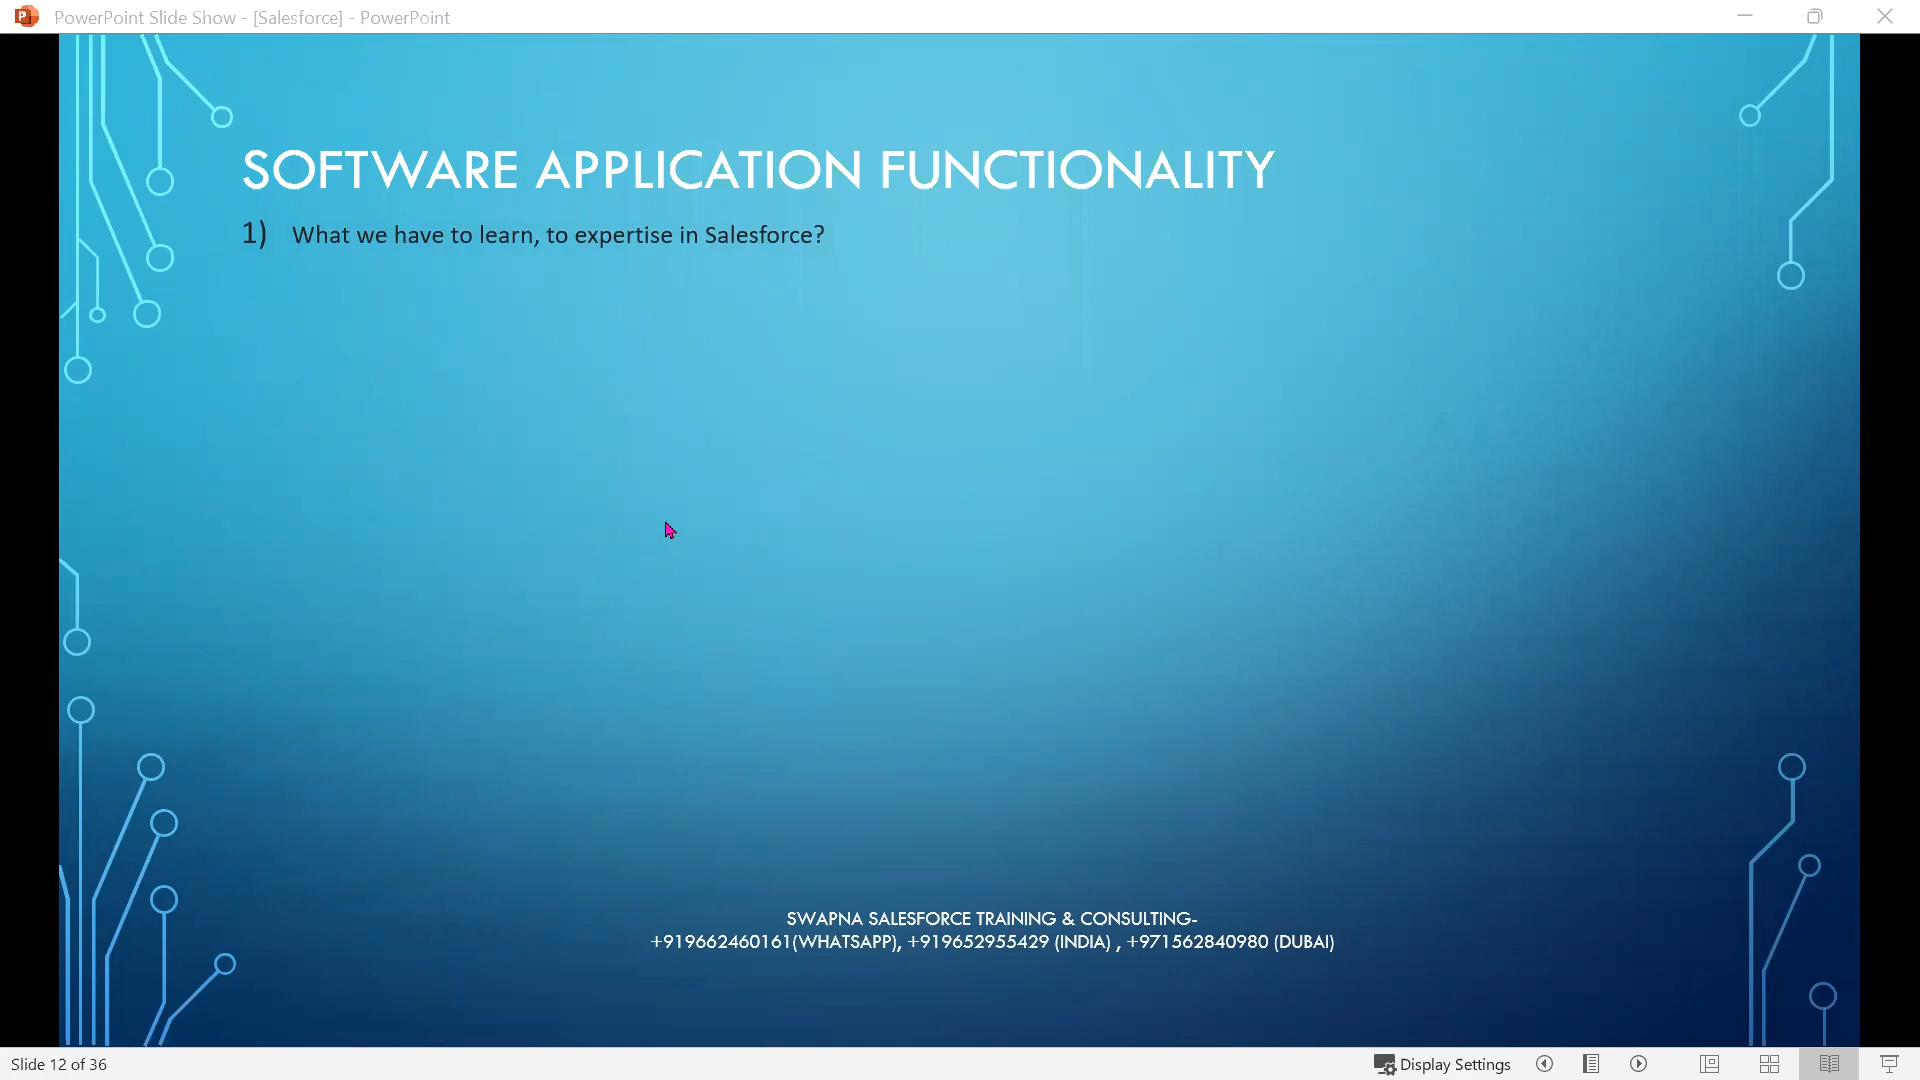 PowerPoint Slide Show - [Salesforce] - PowerPoint
SOFTWARE APPLICATION FUNCTIONALITY
1) What we have to learn, to expertise in Salesforce?
SWAPNA SALESFORCE TRAINING & CONSULTING-
+919662460161(WHATSAPP), +919652955429 (INDIA) , +971562840980 (DUBAI)
Slide 12 of 36
Display Settings